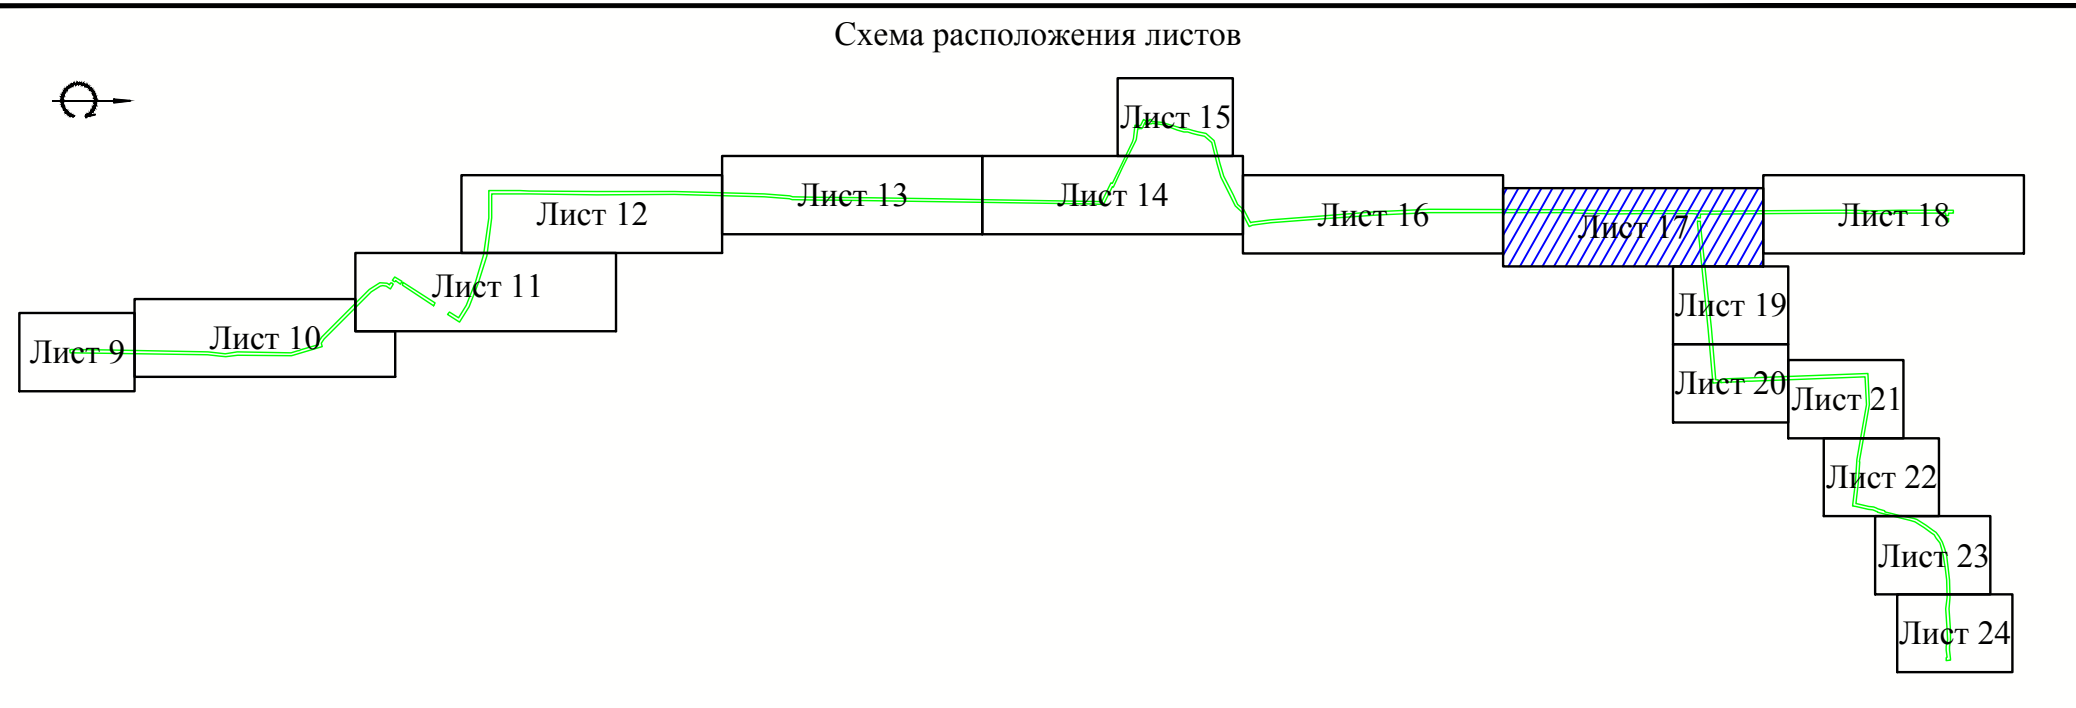 Схема расположения листов
Лист 9
Лист 10
Лист 11
Лист 12
Лист 13
Лист 14
Лист 15
Лист 16
Лист 17
Лист 18
Лист 19
Лист 20
Лист 21
Лист 22
Лист 23
Лист 24